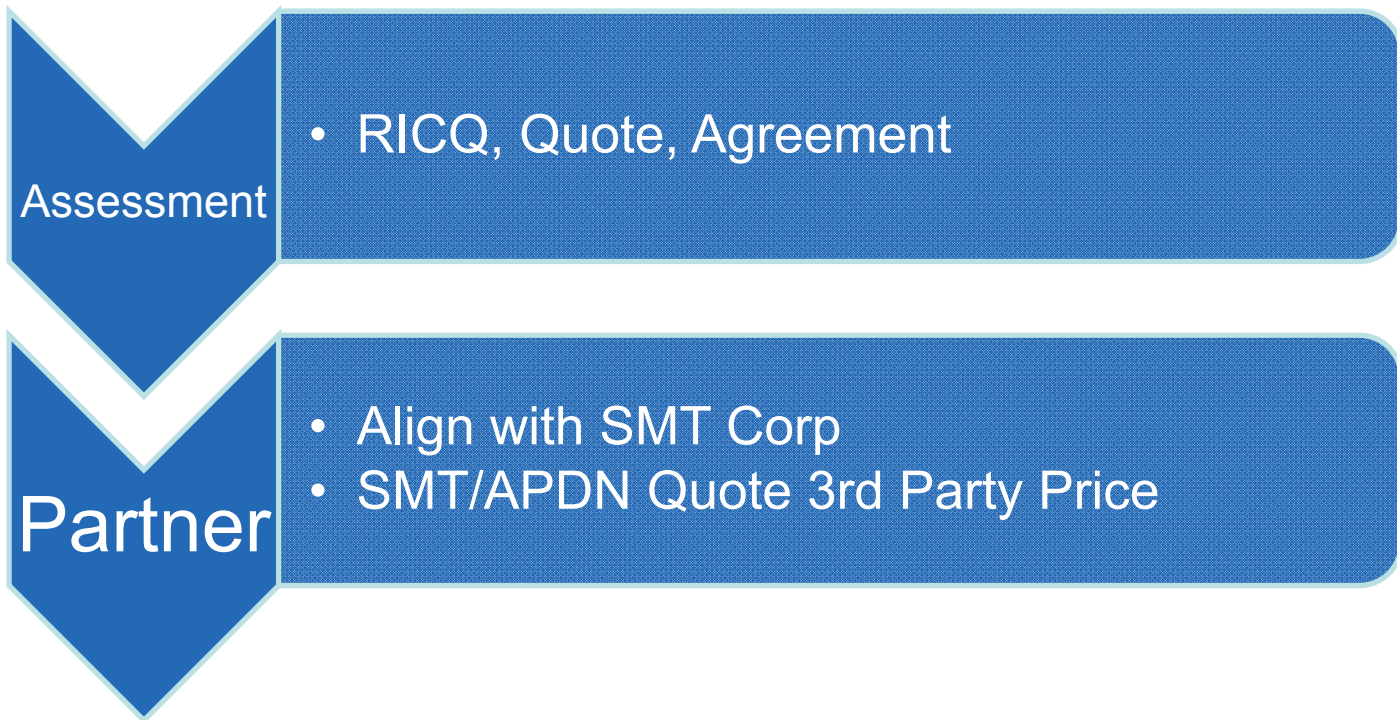 Assessment
• RICQ, Quote, Agreement
Partner
• Align with SMT Corp
• SMT/APDN Quote 3rd Party Price